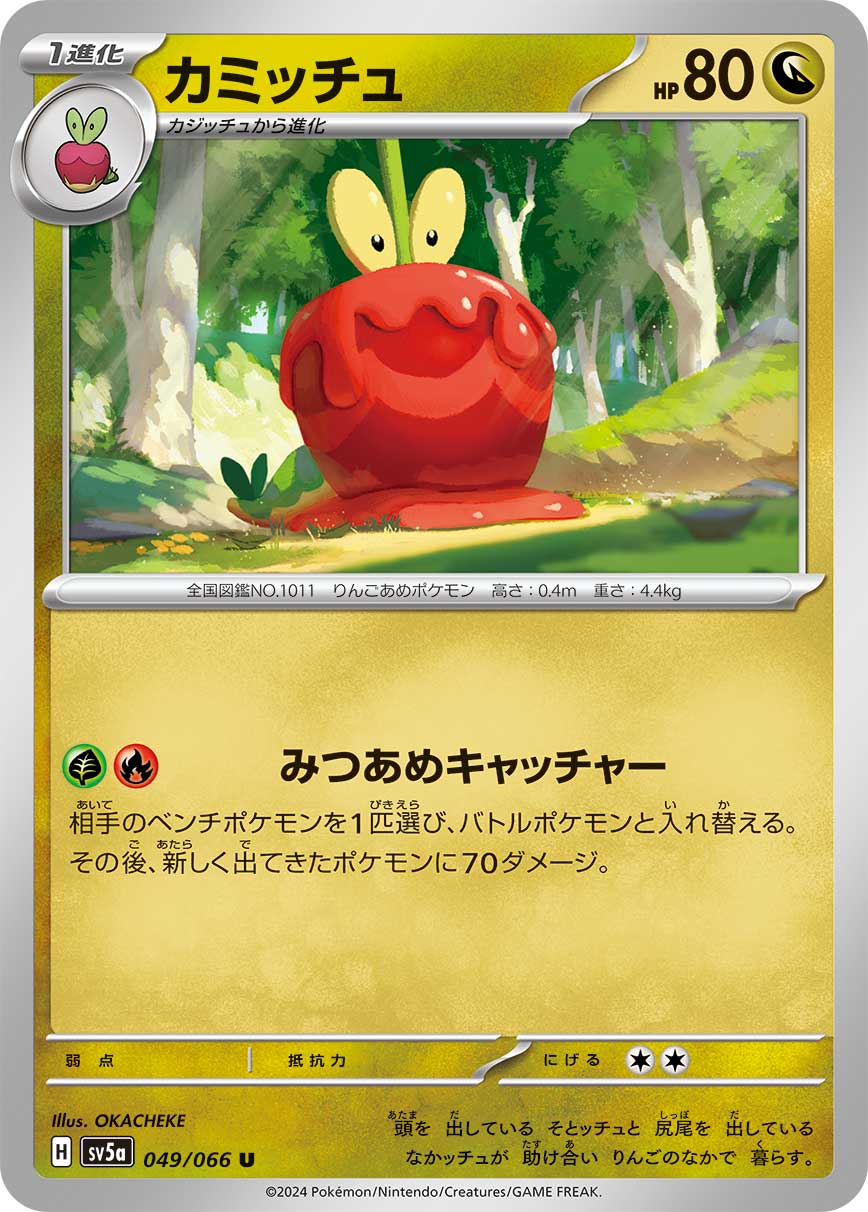 1進化
カミッチュ
HP80
カジッチュから進化
全国図鑑NO.1011 りんごあめポケモン 高さ:0.4m 重さ:4.4kg
みつあめキャッチャー
相手のベンチポケモンを1匹選び、バトルポケモンと入れ替える。
その後、新しく出てきたポケモンに70ダメージ。
弱点 抵抗力 にげる
Illus. OKACHEKE
H sv5a 049/066 U
頭を 出している そとッチュと 尻尾を 出している
なかッチュが 助け合い りんごのなかで 暮らす。
©2024 Pokémon/Nintendo/Creatures/GAME FREAK.